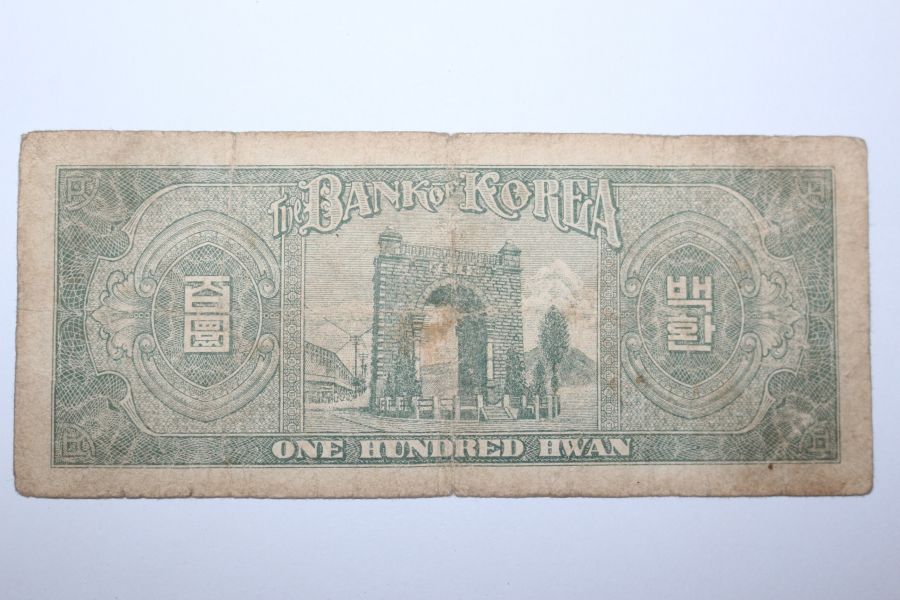 The BANK OF KOREA
百圜
백환
ONE HUNDRED HWAN